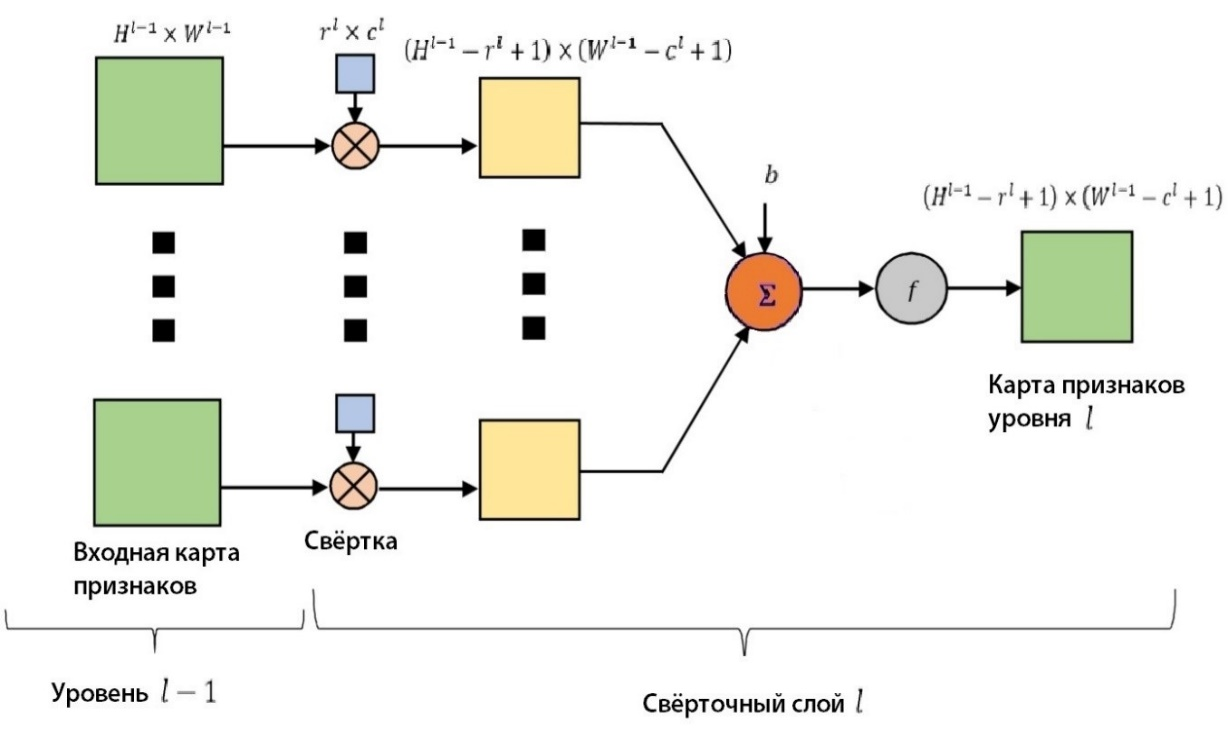 H^{l-1} × W^{l-1}
r^l × c^l
(H^{l-1} − r^l + 1) × (W^{l-1} − c^l + 1)
b
(H^{l-1} − r^l + 1) × (W^{l-1} − c^l + 1)
Σ
f
Карта признаков
уровня l
Свёртка
Входная карта
признаков
Уровень l − 1
Свёрточный слой l